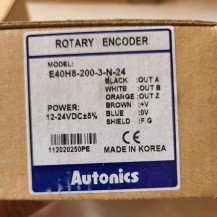 ROTARY ENCODER
MODEL:
E40H8-200-3-N-24
BLACK :OUT A
WHITE :OUT B
ORANGE :OUT Z
POWER:
12-24VDC±5%
BROWN :+V
BLUE :0V
SHIELD :F.G
112020250PE
CE
MADE IN KOREA
Autonics